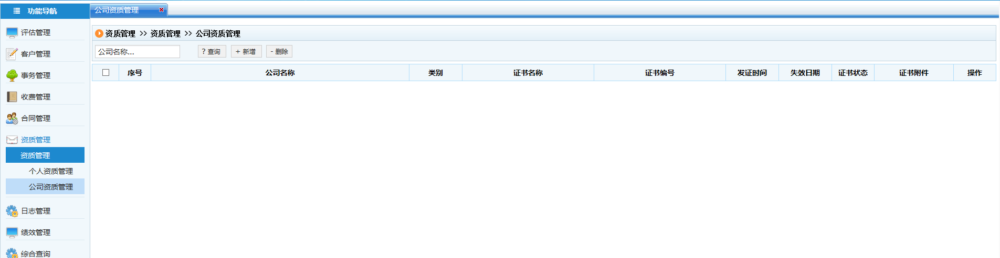 功能导航
评估管理
客户管理
事务管理
收费管理
合同管理
资质管理
资质管理
个人资质管理
公司资质管理
日志管理
绩效管理
综合查询
公司资质管理
资质管理 >> 资质管理 >> 公司资质管理
公司名称... ? 查询 + 新增 - 删除
序号 公司名称 类别 证书名称 证书编号 发证时间 失效日期 证书状态 证书附件 操作